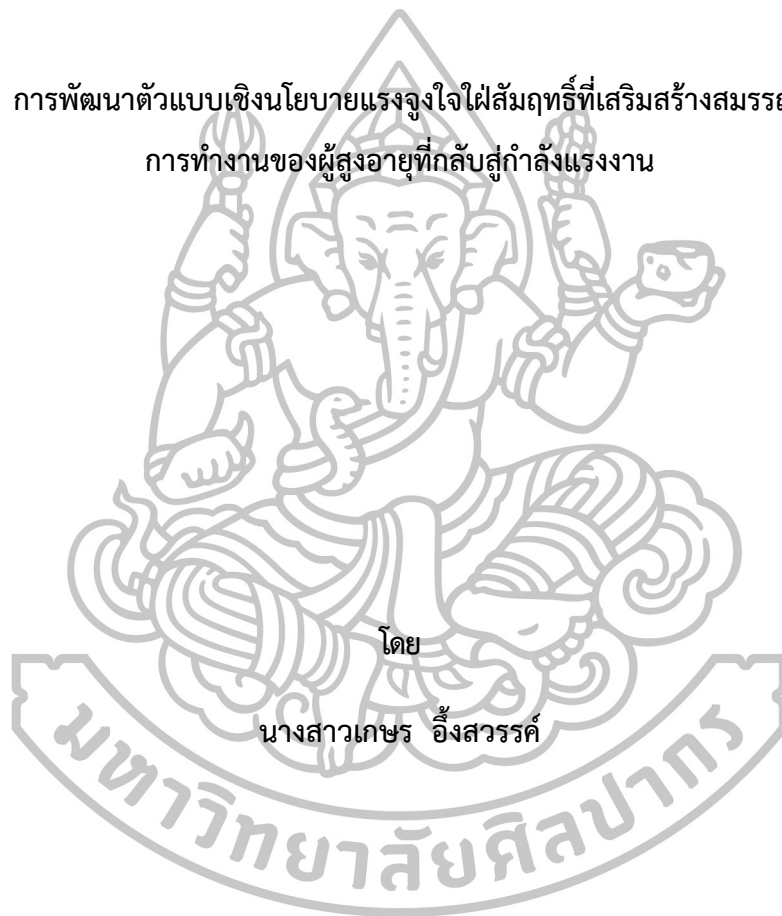 การพัฒนาตัวแบบเชิงนโยบายแรงจูงใจใฝ่สัมฤทธิ์ที่เสริมสร้าง
การทำงานของผู้สูงอายุที่กลับสู่กำลังแรงงาน
โดย
นางสาวเกษร อึ้งสวรรค์
มหาวิทยาลัยศิลปากร